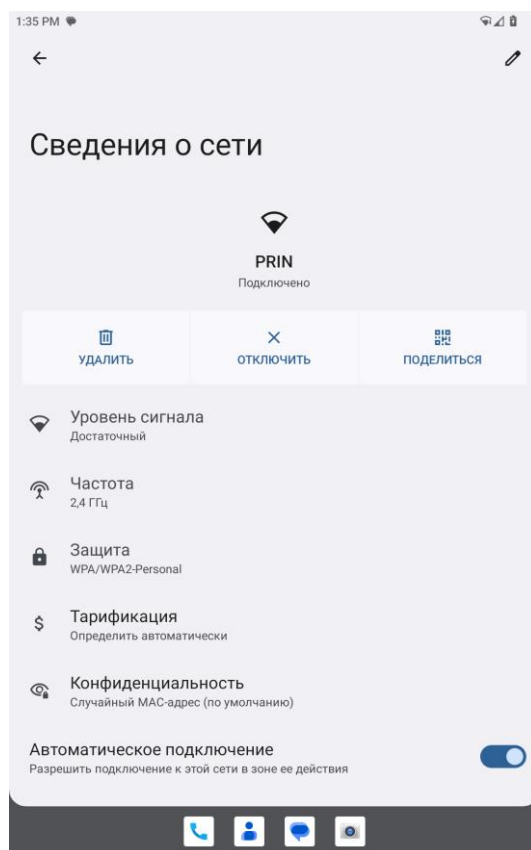 1:35 PM
Сведения о сети
PRIN
Подключено
УДАЛИТЬ
ОТКЛЮЧИТЬ
ПОДЕЛИТЬСЯ
Уровень сигнала
Достаточный
Частота
2,4 ГГц
Защита
WPA/WPA2-Personal
Тарификация
Определить автоматически
Конфиденциальность
Случайный MAC-адрес (по умолчанию)
Автоматическое подключение
Разрешить подключение к этой сети в зоне ее действия